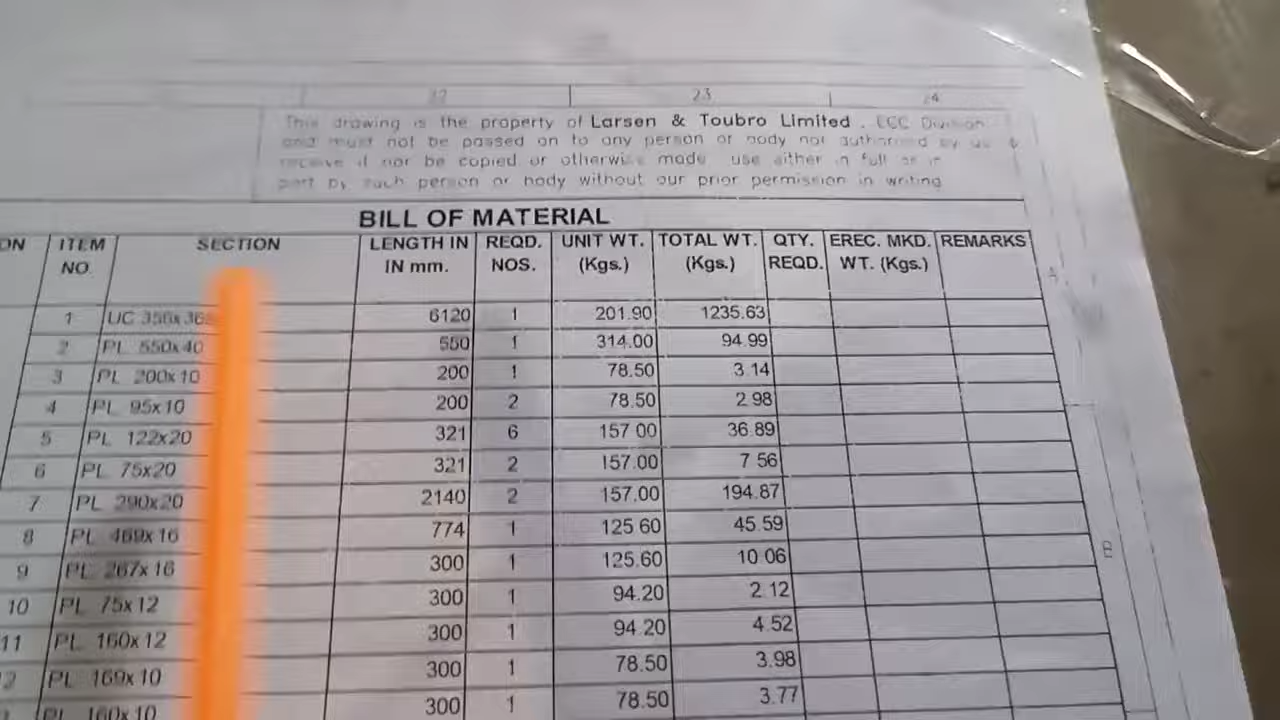 22 23 24
This drawing is the property of Larsen & Toubro Limited . ECC Division
and must not be passed on to any person or body not authorised by us to
receive it nor be copied or otherwise made use either in full or in
part by such person or body without our prior permission in writing
BILL OF MATERIAL
ON ITEM NO. SECTION LENGTH IN IN mm. REQD. NOS. UNIT WT. (Kgs.) TOTAL WT. (Kgs.) QTY. REQD. EREC. MKD. WT. (Kgs.) REMARKS
A
1 UC 356x368 6120 1 201.90 1235.63
2 PL 550x40 550 1 314.00 94.99
3 PL 200x10 200 1 78.50 3.14
4 PL 95x10 200 2 78.50 2.98
5 PL 122x20 321 6 157 00 36.89
6 PL 75x20 321 2 157.00 7 56
7 PL 290x20 2140 2 157.00 194.87
8 PL 469x16 774 1 125 60 45.59
B
9 PL 267x16 300 1 125.60 10 06
10 PL 75x12 300 1 94.20 2 12
11 PL 160x12 300 1 94.20 4.52
12 PL 169x10 300 1 78.50 3.98
PL 160x10 300 1 78.50 3.77